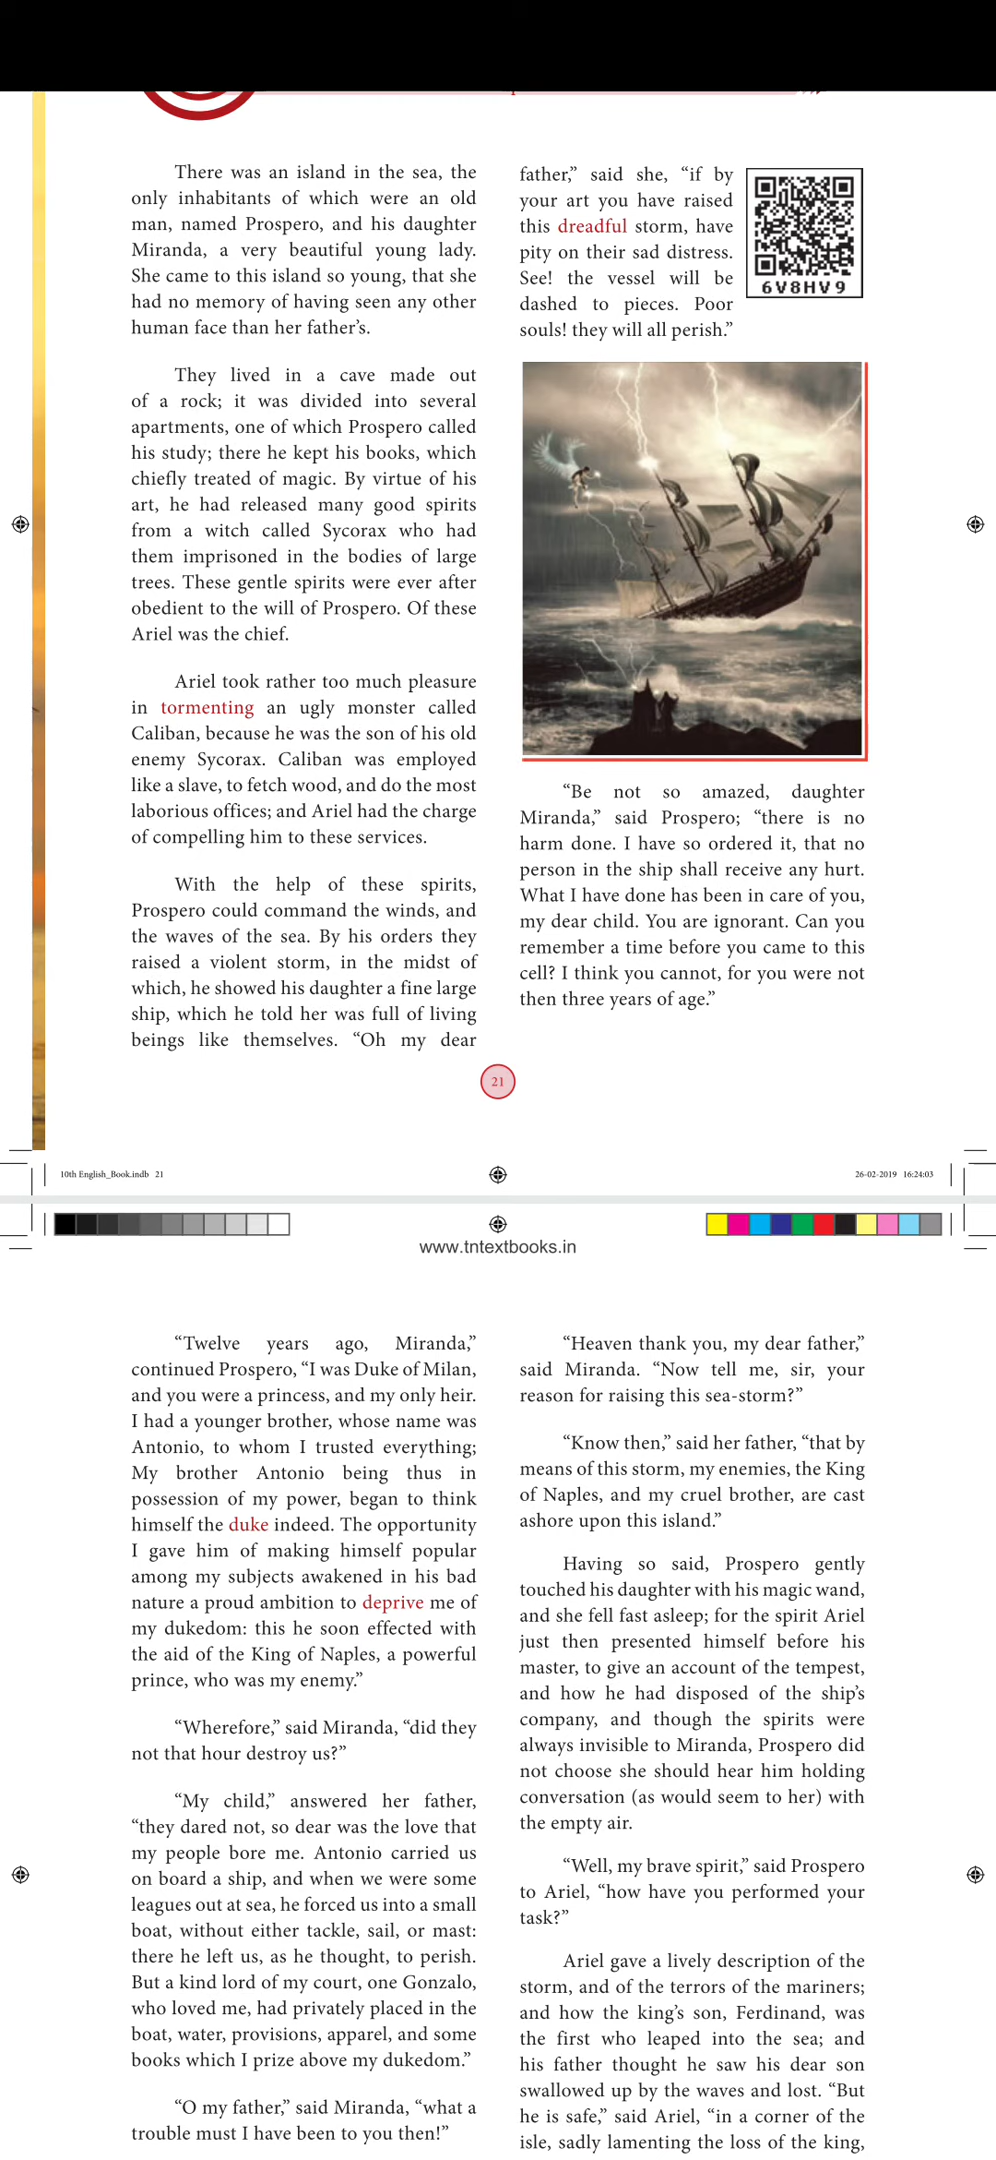 There was an island in the sea, the
only inhabitants of which were an old
man, named Prospero, and his daughter
Miranda, a very beautiful young lady.
She came to this island so young, that she
had no memory of having seen any other
human face than her father's.
They lived in a cave made out
of a rock; it was divided into several
apartments, one of which Prospero called
his study; there he kept his books, which
chiefly treated of magic. By virtue of his
art, he had released many good spirits
from a witch called Sycorax who had
them imprisoned in the bodies of large
trees. These gentle spirits were ever after
obedient to the will of Prospero. Of these
Ariel was the chief.
Ariel took rather too much pleasure
in tormenting an ugly monster called
Caliban, because he was the son of his old
enemy Sycorax. Caliban was employed
like a slave, to fetch wood, and do the most
laborious offices; and Ariel had the charge
of compelling him to these services.
With the help of these spirits,
Prospero could command the winds, and
the waves of the sea. By his orders they
raised a violent storm, in the midst of
which, he showed his daughter a fine large
ship, which he told her was full of living
beings like themselves. “Oh my dear
father,” said she, “if by
your art you have raised
this dreadful storm, have
pity on their sad distress.
See! the vessel will be
dashed to pieces. Poor
souls! they will all perish.”
6V8HV9
“Be not so amazed, daughter
Miranda,” said Prospero; “there is no
harm done. I have so ordered it, that no
person in the ship shall receive any hurt.
What I have done has been in care of you,
my dear child. You are ignorant. Can you
remember a time before you came to this
cell? I think you cannot, for you were not
then three years of age.”
21
10th English_Book.indb 21
26-02-2019 16:24:03
www.tntextbooks.in
“Twelve years ago, Miranda,”
continued Prospero, “I was Duke of Milan,
and you were a princess, and my only heir.
I had a younger brother, whose name was
Antonio, to whom I trusted everything;
My brother Antonio being thus in
possession of my power, began to think
himself the duke indeed. The opportunity
I gave him of making himself popular
among my subjects awakened in his bad
nature a proud ambition to deprive me of
my dukedom: this he soon effected with
the aid of the King of Naples, a powerful
prince, who was my enemy.”
“Wherefore,” said Miranda, “did they
not that hour destroy us?”
“My child,” answered her father,
“they dared not, so dear was the love that
my people bore me. Antonio carried us
on board a ship, and when we were some
leagues out at sea, he forced us into a small
boat, without either tackle, sail, or mast:
there he left us, as he thought, to perish.
But a kind lord of my court, one Gonzalo,
who loved me, had privately placed in the
boat, water, provisions, apparel, and some
books which I prize above my dukedom.”
“O my father,” said Miranda, “what a
trouble must I have been to you then!”
“Heaven thank you, my dear father,”
said Miranda. “Now tell me, sir, your
reason for raising this sea-storm?”
“Know then,” said her father, “that by
means of this storm, my enemies, the King
of Naples, and my cruel brother, are cast
ashore upon this island.”
Having so said, Prospero gently
touched his daughter with his magic wand,
and she fell fast asleep; for the spirit Ariel
just then presented himself before his
master, to give an account of the tempest,
and how he had disposed of the ship's
company, and though the spirits were
always invisible to Miranda, Prospero did
not choose she should hear him holding
conversation (as would seem to her) with
the empty air.
“Well, my brave spirit,” said Prospero
to Ariel, “how have you performed your
task?”
Ariel gave a lively description of the
storm, and of the terrors of the mariners;
and how the king's son, Ferdinand, was
the first who leaped into the sea; and
his father thought he saw his dear son
swallowed up by the waves and lost. “But
he is safe,” said Ariel, “in a corner of the
isle, sadly lamenting the loss of the king,